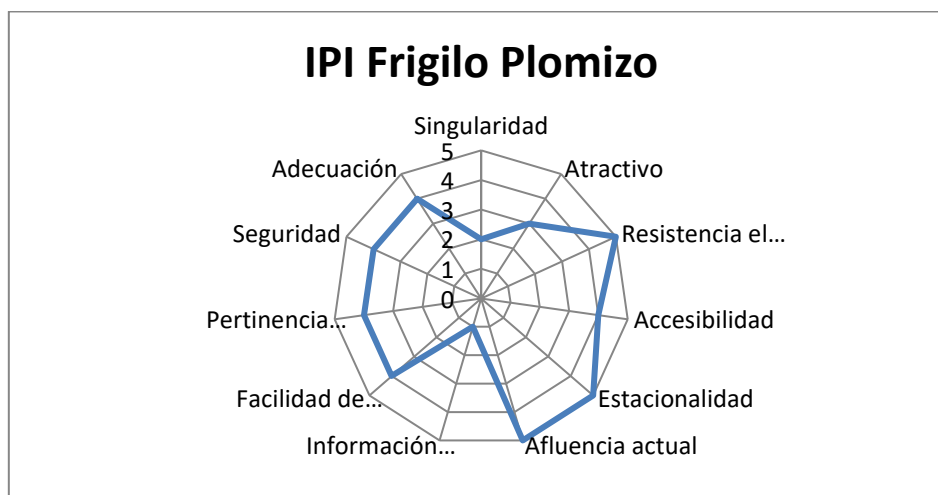 IPI Frigilo Plomizo
Singularidad
Atractivo
Resistencia el...
Accesibilidad
Estacionalidad
Afluencia actual
Información...
Facilidad de...
Pertinencia...
Seguridad
Adecuación
5
4
3
2
1
0